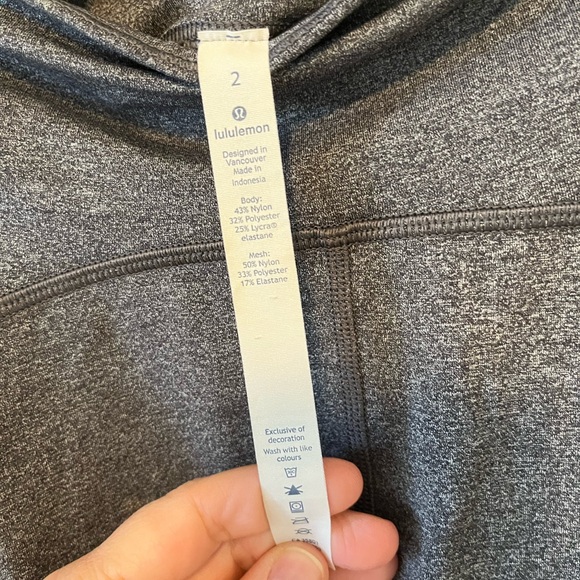 2
lululemon
Designed in
Vancouver
Made in
Indonesia
Body:
43% Nylon
32% Polyester
25% Lycra®
elastane
Mesh:
50% Nylon
33% Polyester
17% Elastane
Exclusive of
decoration
Wash with like
colours